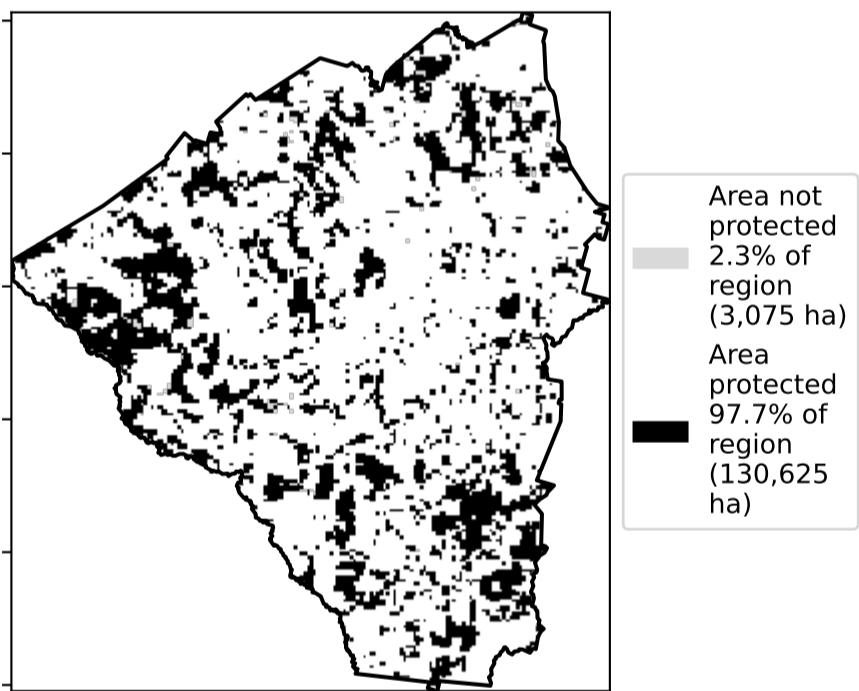 Area not
protected
2.3% of
region
(3,075 ha)
Area
protected
97.7% of
region
(130,625
ha)